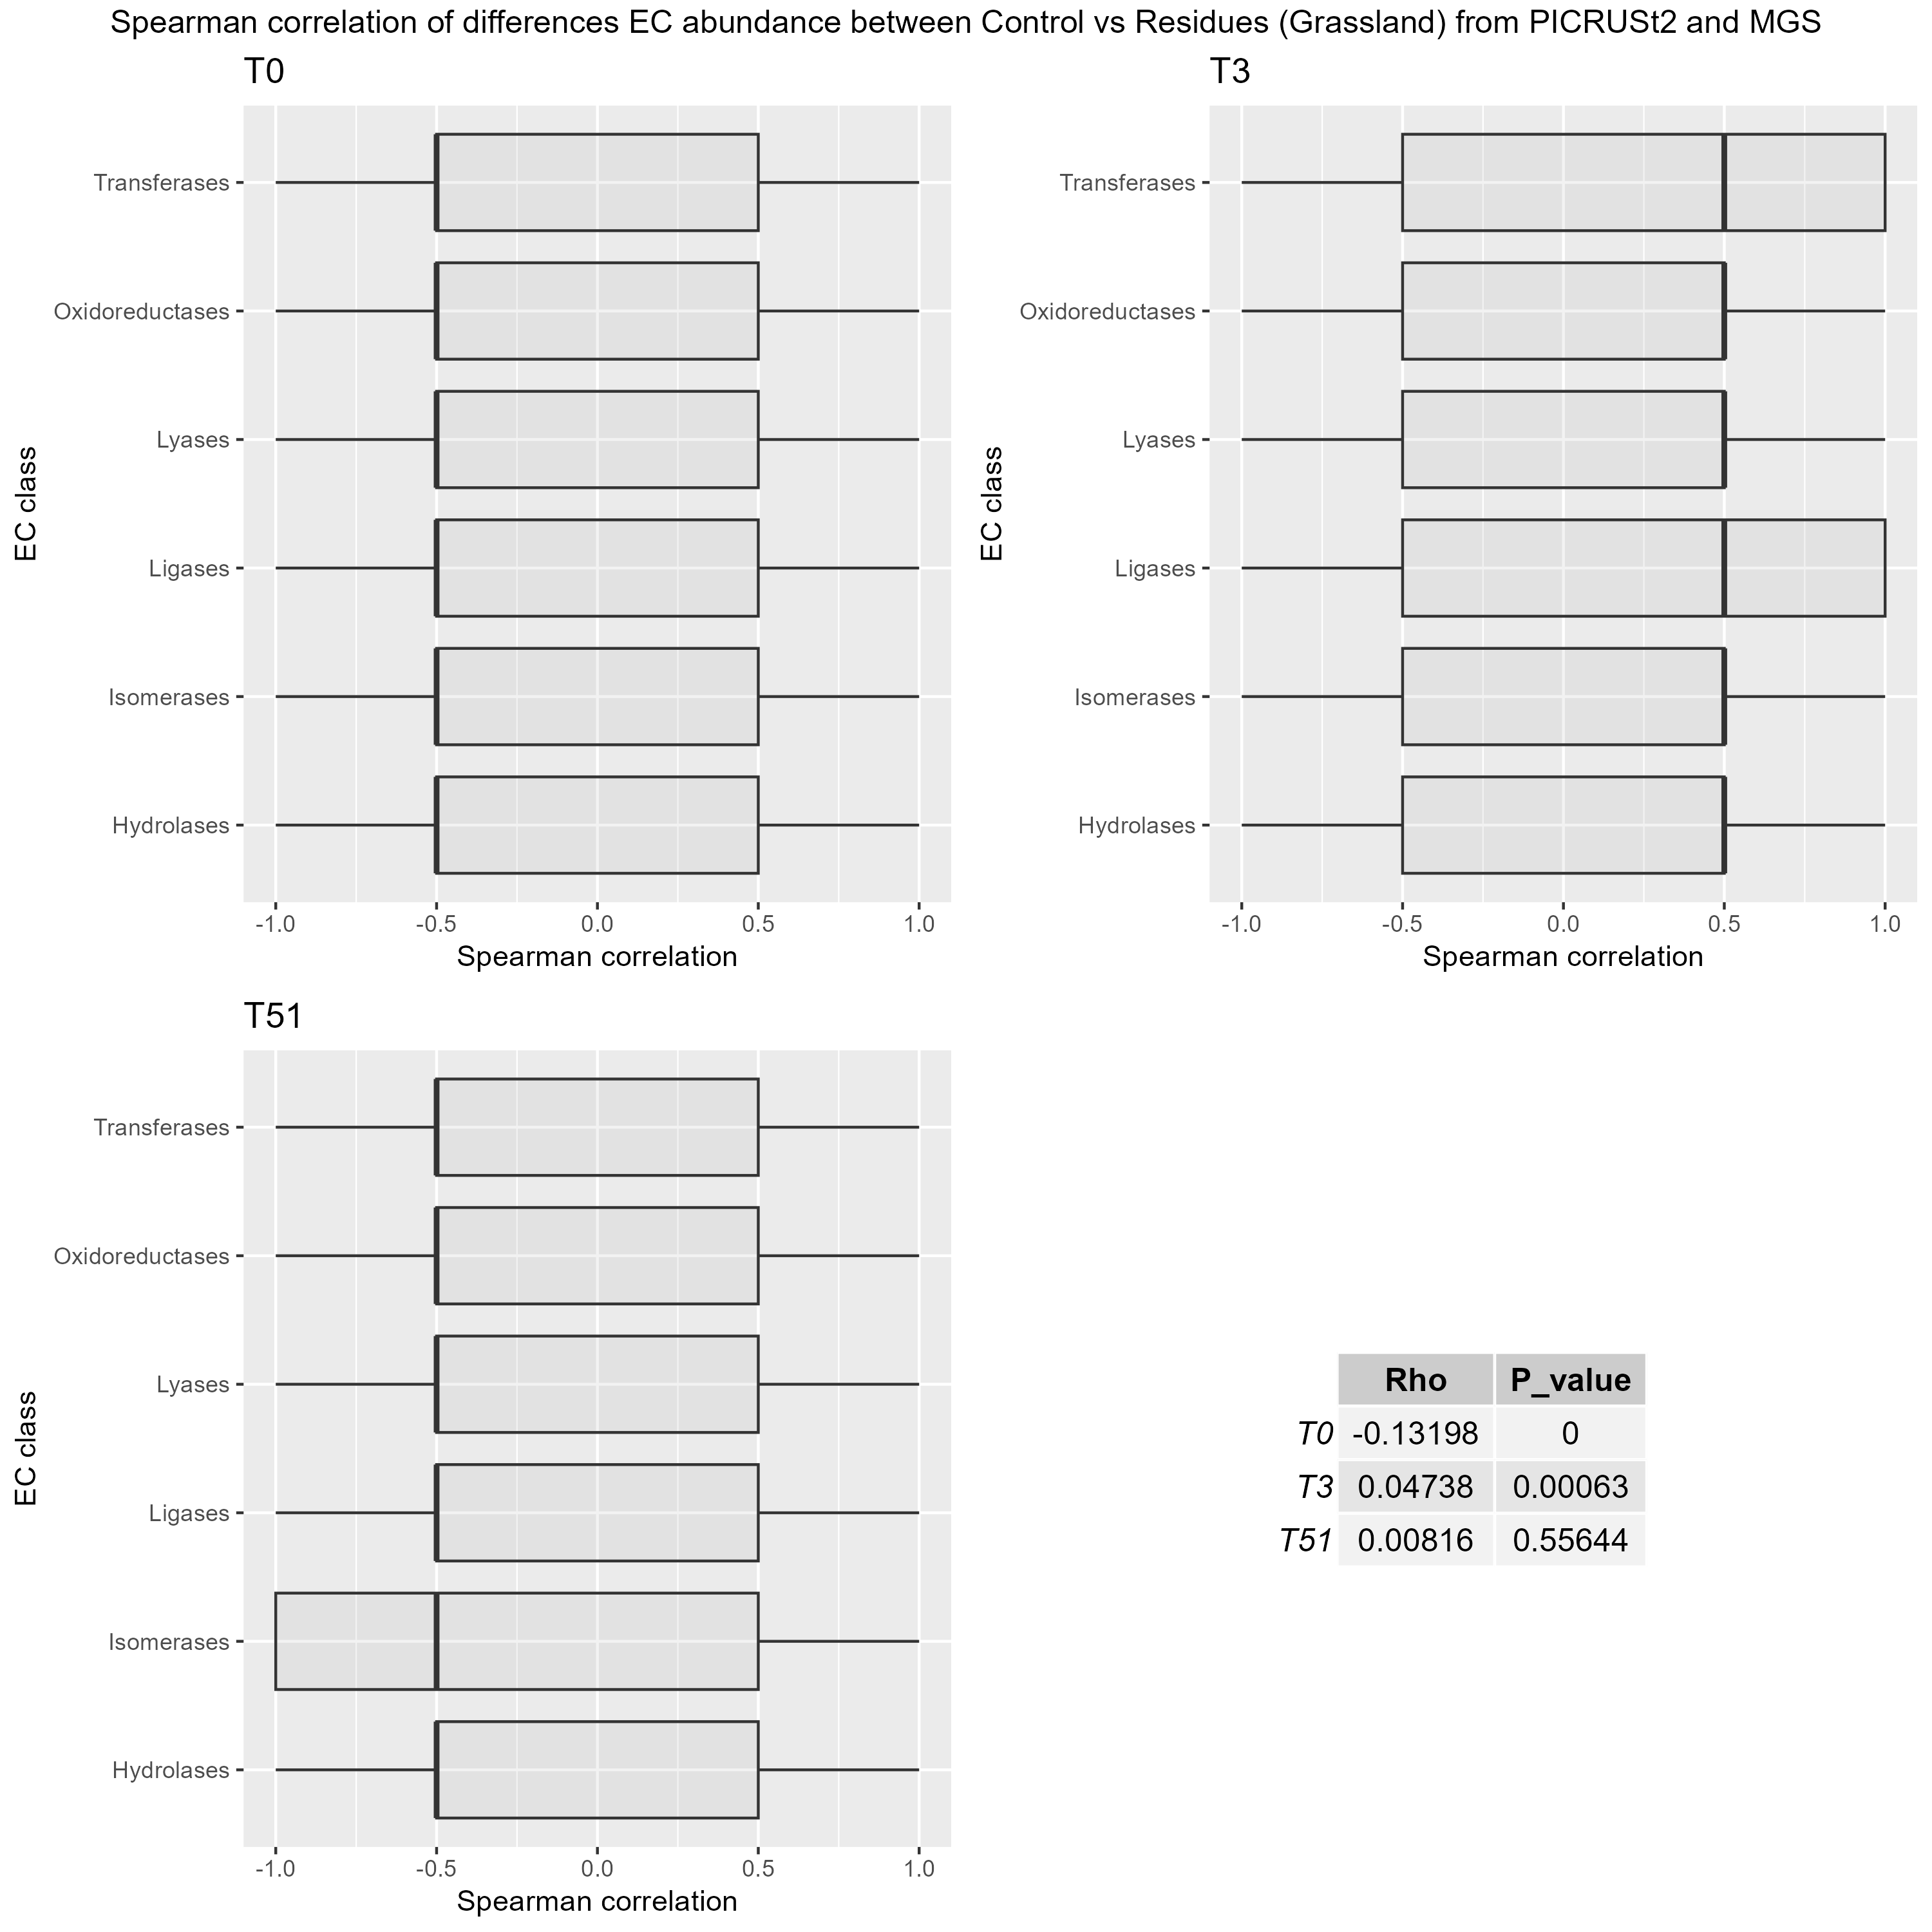 Spearman correlation of differences EC abundance between Control vs Residues (Grassland) from PICRUSt2 and MGS
T0
EC class
Transferases
Oxidoreductases
Lyases
Ligases
Isomerases
Hydrolases
-1.0 -0.5 0.0 0.5 1.0
Spearman correlation
T3
EC class
Transferases
Oxidoreductases
Lyases
Ligases
Isomerases
Hydrolases
-1.0 -0.5 0.0 0.5 1.0
Spearman correlation
T51
EC class
Transferases
Oxidoreductases
Lyases
Ligases
Isomerases
Hydrolases
-1.0 -0.5 0.0 0.5 1.0
Spearman correlation
Rho P_value
T0 -0.13198 0
T3 0.04738 0.00063
T51 0.00816 0.55644